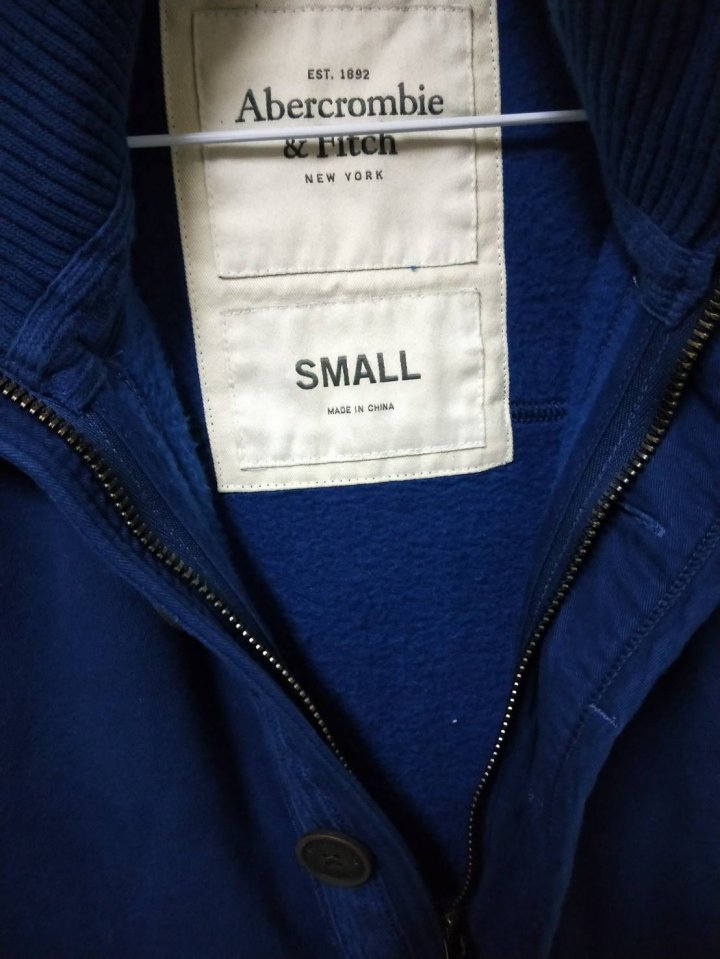 EST. 1892
Abercrombie
& Fitch
NEW YORK
SMALL
MADE IN CHINA